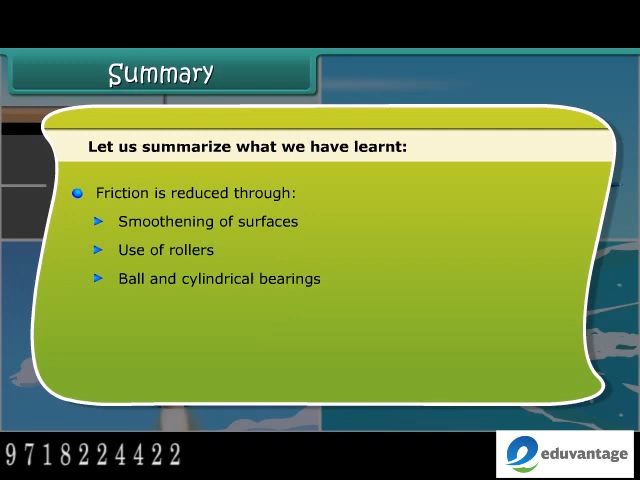 Summary
Let us summarize what we have learnt:
Friction is reduced through:
Smoothening of surfaces
Use of rollers
Ball and cylindrical bearings
9718224422
eduvantage